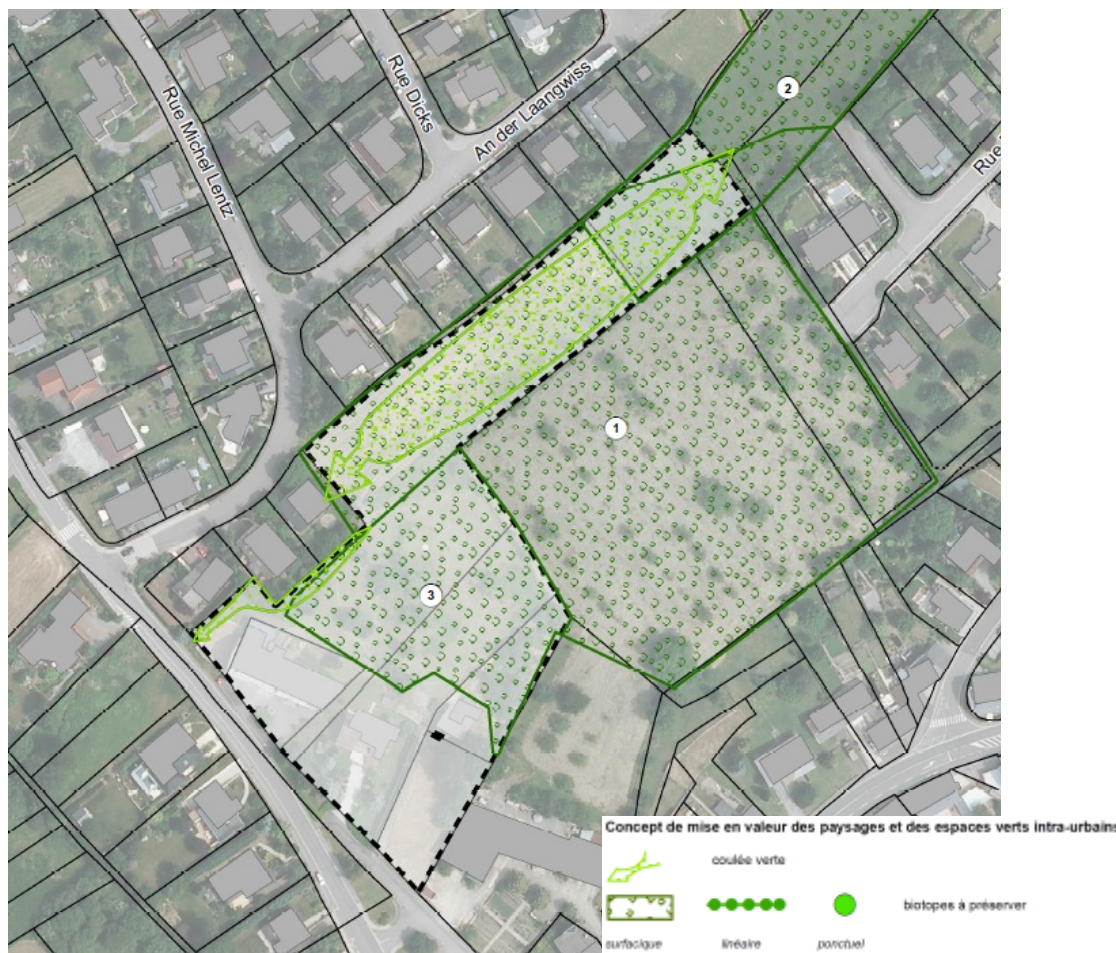 2
Rue Dicks
An der Laangwiss
Rue Michel Lentz
Rue
1
3
Concept de mise en valeur des paysages et des espaces verts intra-urbains
coulée verte
biotopes à préserver
surfacique linéaire ponctuel